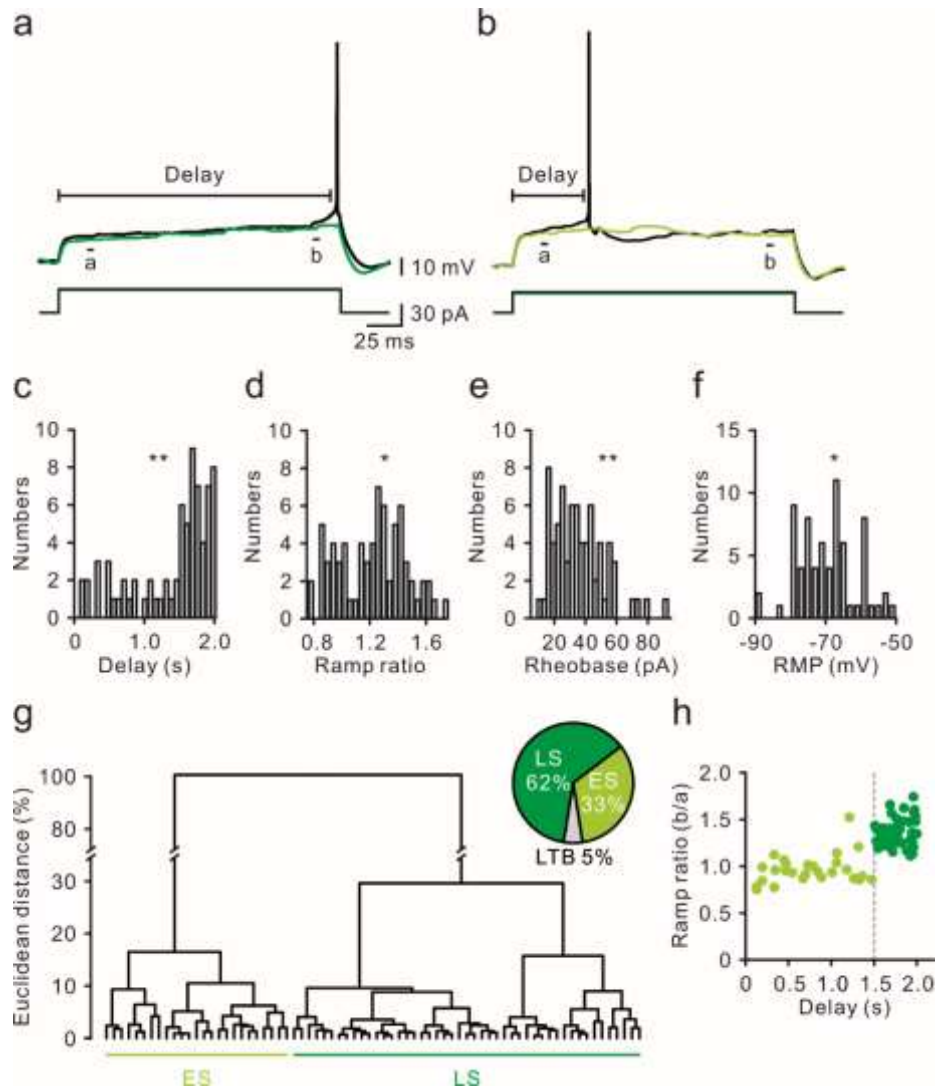 a
b
Delay
Delay
a
b
a
b
10 mV
30 pA
25 ms
c
d
e
f
10
8
6
4
2
0
Numbers
**
0
1.0
2.0
Delay (s)
10
8
6
4
2
0
Numbers
*
0.8
1.2
1.6
Ramp ratio
10
8
6
4
2
0
Numbers
**
20
40
60
80
Rheobase (pA)
15
10
5
0
Numbers
*
-90
-70
-50
RMP (mV)
g
Euclidean distance (%)
100
80
30
20
10
0
LS
62%
ES
33%
LTB 5%
ES
LS
h
Ramp ratio (b/a)
2.0
1.5
1.0
0.5
0
0
0.5
1.0
1.5
2.0
Delay (s)